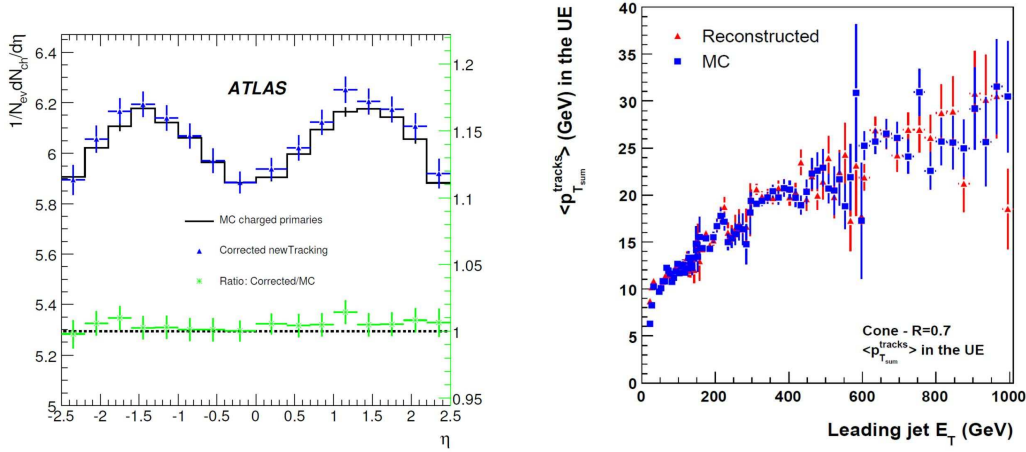 1/N_ev dN_ch/dη
6.4
6.2
6
5.8
5.6
5.4
5.2
5
ATLAS
MC charged primaries
Corrected newTracking
Ratio: Corrected/MC
1.2
1.15
1.1
1.05
1
0.95
-2.5 -2 -1.5 -1 -0.5 0 0.5 1 1.5 2 2.5
η
<p_T_sum^tracks> (GeV) in the UE
40
35
30
25
20
15
10
5
0
Reconstructed
MC
Cone - R=0.7
<p_T_sum^tracks> in the UE
0 200 400 600 800 1000
Leading jet E_T (GeV)